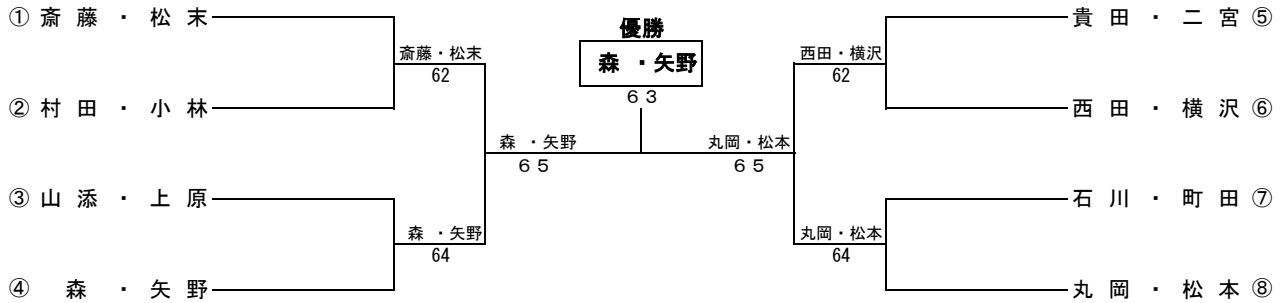 ① 斎 藤 ・ 松 末
貴 田 ・ 二 宮 ⑤
優勝
斎藤・松末
森 ・矢野
西田・横沢
62
62
６３
② 村 田 ・ 小 林
西 田 ・ 横 沢 ⑥
森 ・矢野
丸岡・松本
６５
６５
③ 山 添 ・ 上 原
石 川 ・ 町 田 ⑦
森 ・矢野
丸岡・松本
64
64
④ 森 ・ 矢 野
丸 岡 ・ 松 本 ⑧